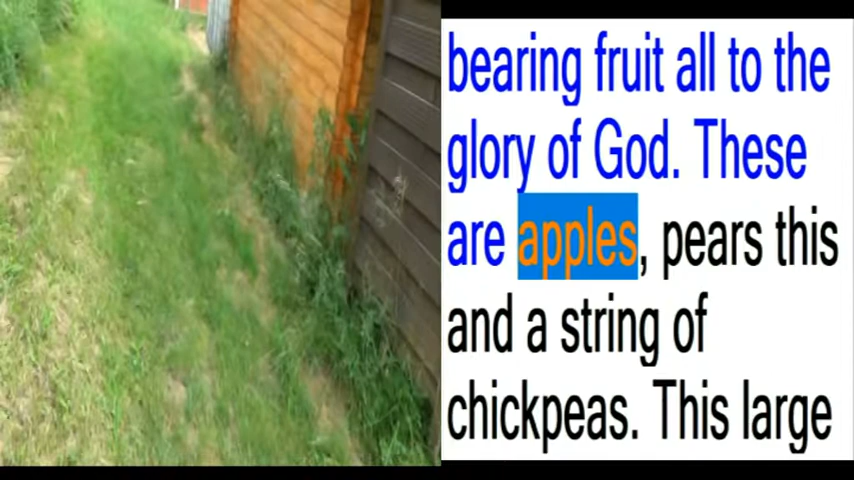 bearing fruit all to the
glory of God. These
are apples, pears this
and a string of
chickpeas. This large